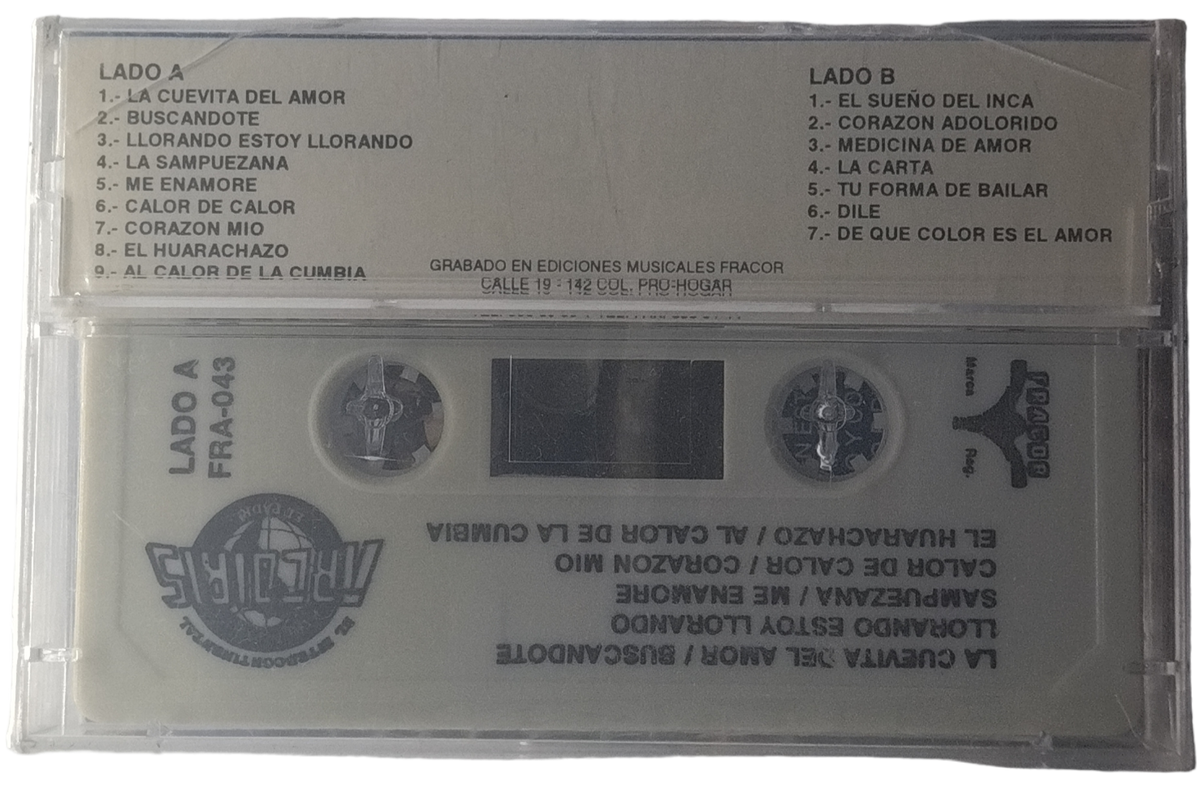 LADO A
1.- LA CUEVITA DEL AMOR
2.- BUSCANDOTE
3.- LLORANDO ESTOY LLORANDO
4.- LA SAMPUEZANA
5.- ME ENAMORE
6.- CALOR DE CALOR
7.- CORAZON MIO
8.- EL HUARACHAZO
9.- AL CALOR DE LA CUMBIA
LADO B
1.- EL SUEÑO DEL INCA
2.- CORAZON ADOLORIDO
3.- MEDICINA DE AMOR
4.- LA CARTA
5.- TU FORMA DE BAILAR
6.- DILE
7.- DE QUE COLOR ES EL AMOR
GRABADO EN EDICIONES MUSICALES FRACOR
CALLE 19 - 142 COL. PRO-HOGAR
LADO A
FRA-043
FRACOR
Marca Reg.
EL INTERCONTINENTAL
LA CUEVITA DEL AMOR / BUSCANDOTE
LLORANDO ESTOY LLORANDO
SAMPUEZANA / ME ENAMORE
CALOR DE CALOR / CORAZON MIO
EL HUARACHAZO / AL CALOR DE LA CUMBIA